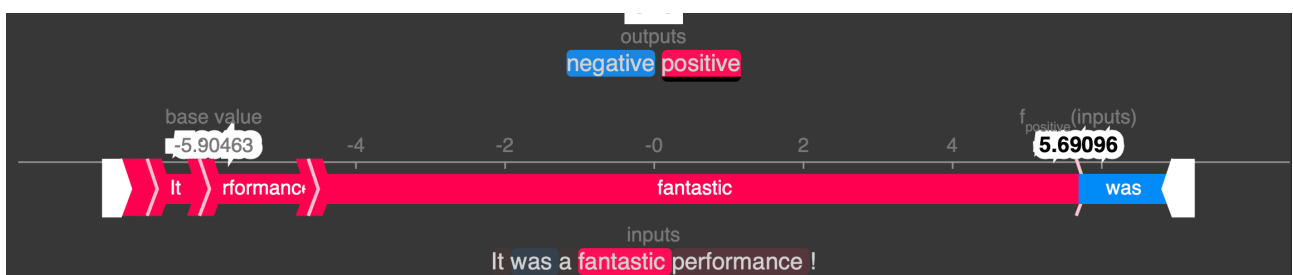 outputs
negative positive
base value
f positive(inputs)
-5.90463 -4 -2 -0 2 4 5.69096
It rformance fantastic was
inputs
It was a fantastic performance !